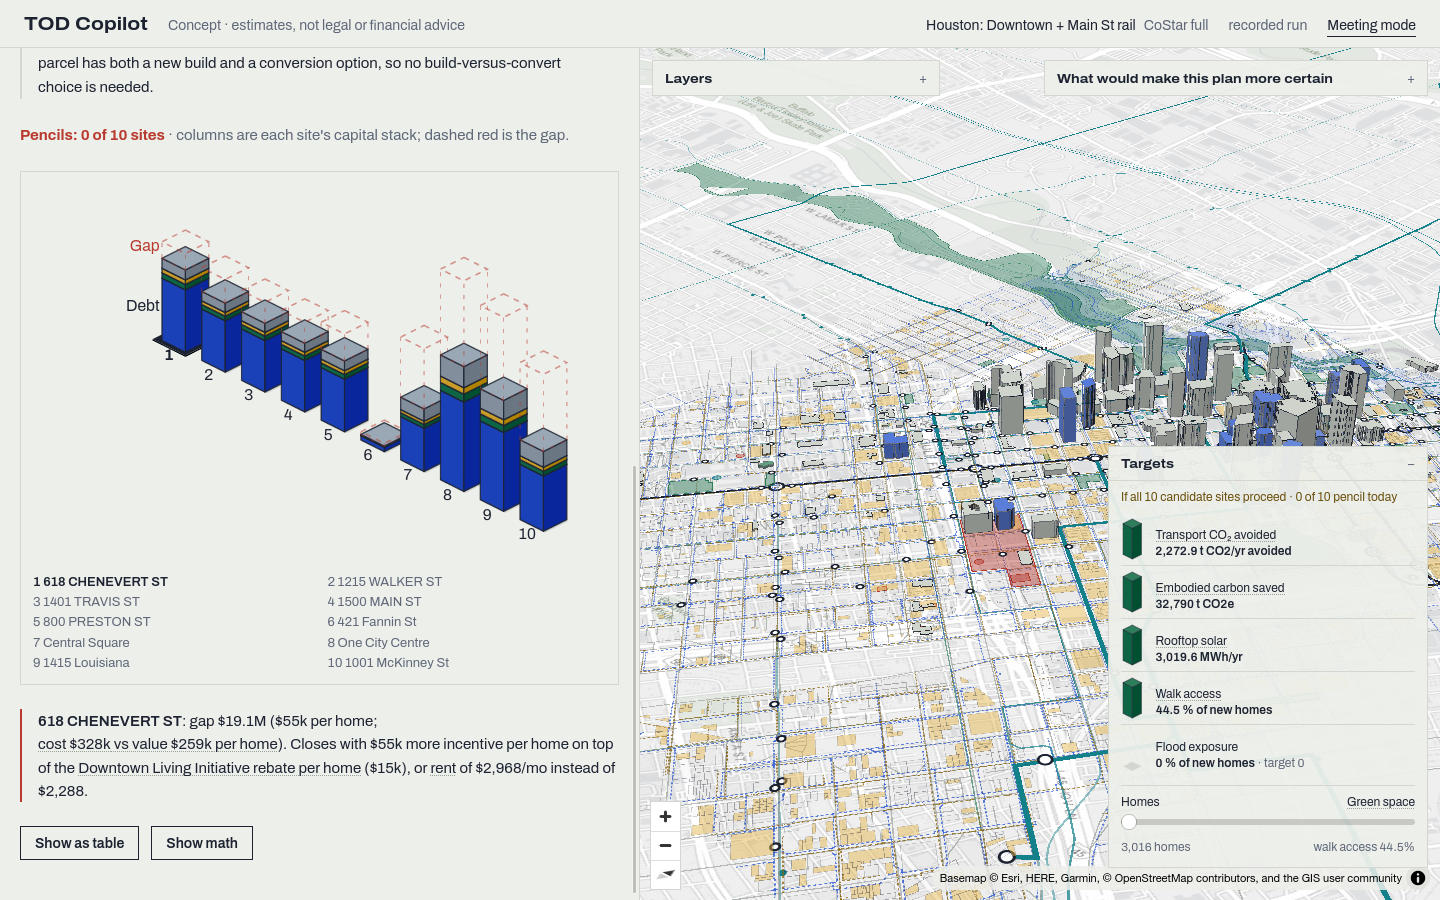 TOD Copilot
Concept · estimates, not legal or financial advice
Houston: Downtown + Main St rail
CoStar full
recorded run
Meeting mode
parcel has both a new build and a conversion option, so no build-versus-convert
choice is needed.
Pencils: 0 of 10 sites · columns are each site's capital stack; dashed red is the gap.
Gap
Debt
1
2
3
4
5
6
7
8
9
10
1 618 CHENEVERT ST
2 1215 WALKER ST
3 1401 TRAVIS ST
4 1500 MAIN ST
5 800 PRESTON ST
6 421 Fannin St
7 Central Square
8 One City Centre
9 1415 Louisiana
10 1001 McKinney St
618 CHENEVERT ST: gap $19.1M ($55k per home;
cost $328k vs value $259k per home). Closes with $55k more incentive per home on top
of the Downtown Living Initiative rebate per home ($15k), or rent of $2,968/mo instead of
$2,288.
Show as table
Show math
Layers
+
What would make this plan more certain
+
W LAMAR ST
W POLK ST
W CLAY ST
W PIERCE ST
Targets
–
If all 10 candidate sites proceed · 0 of 10 pencil today
Transport CO₂ avoided
2,272.9 t CO2/yr avoided
Embodied carbon saved
32,790 t CO2e
Rooftop solar
3,019.6 MWh/yr
Walk access
44.5 % of new homes
Flood exposure
0 % of new homes · target 0
Homes
Green space
3,016 homes
walk access 44.5%
+
−
Basemap © Esri, HERE, Garmin, © OpenStreetMap contributors, and the GIS user community